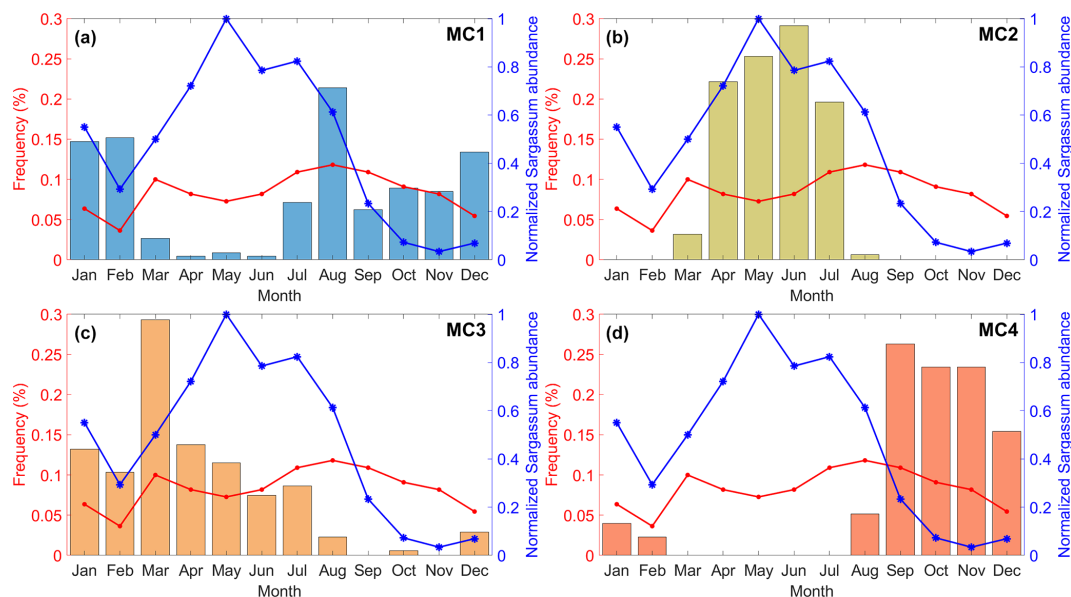 (a) MC1
Frequency (%)
0.3
0.25
0.2
0.15
0.1
0.05
0
Jan Feb Mar Apr May Jun Jul Aug Sep Oct Nov Dec
Month
1
0.8
0.6
0.4
0.2
0
Normalized Sargassum abundance
(b) MC2
Frequency (%)
0.3
0.25
0.2
0.15
0.1
0.05
0
Jan Feb Mar Apr May Jun Jul Aug Sep Oct Nov Dec
Month
1
0.8
0.6
0.4
0.2
0
Normalized Sargassum abundance
(c) MC3
Frequency (%)
0.3
0.25
0.2
0.15
0.1
0.05
0
Jan Feb Mar Apr May Jun Jul Aug Sep Oct Nov Dec
Month
1
0.8
0.6
0.4
0.2
0
Normalized Sargassum abundance
(d) MC4
Frequency (%)
0.3
0.25
0.2
0.15
0.1
0.05
0
Jan Feb Mar Apr May Jun Jul Aug Sep Oct Nov Dec
Month
1
0.8
0.6
0.4
0.2
0
Normalized Sargassum abundance